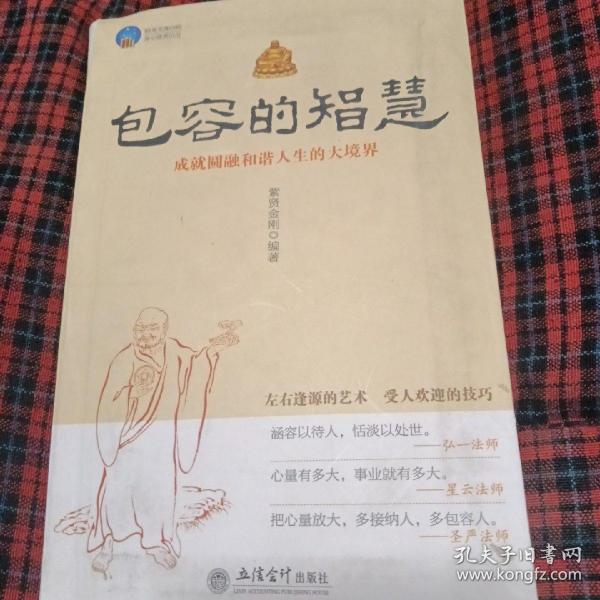 包容的智慧
成就圆融和谐人生的大境界
紫贤金刚◎编著
左右逢源的艺术 受人欢迎的技巧
涵容以待人，恬淡以处世。
——弘一法师
心量有多大，事业就有多大。
——星云法师
把心量放大，多接纳人，多包容人。
——圣严法师
立信会计出版社
LIXIN ACCOUNTING PUBLISHING HOUSE
孔夫子旧书网
www.kongfz.com